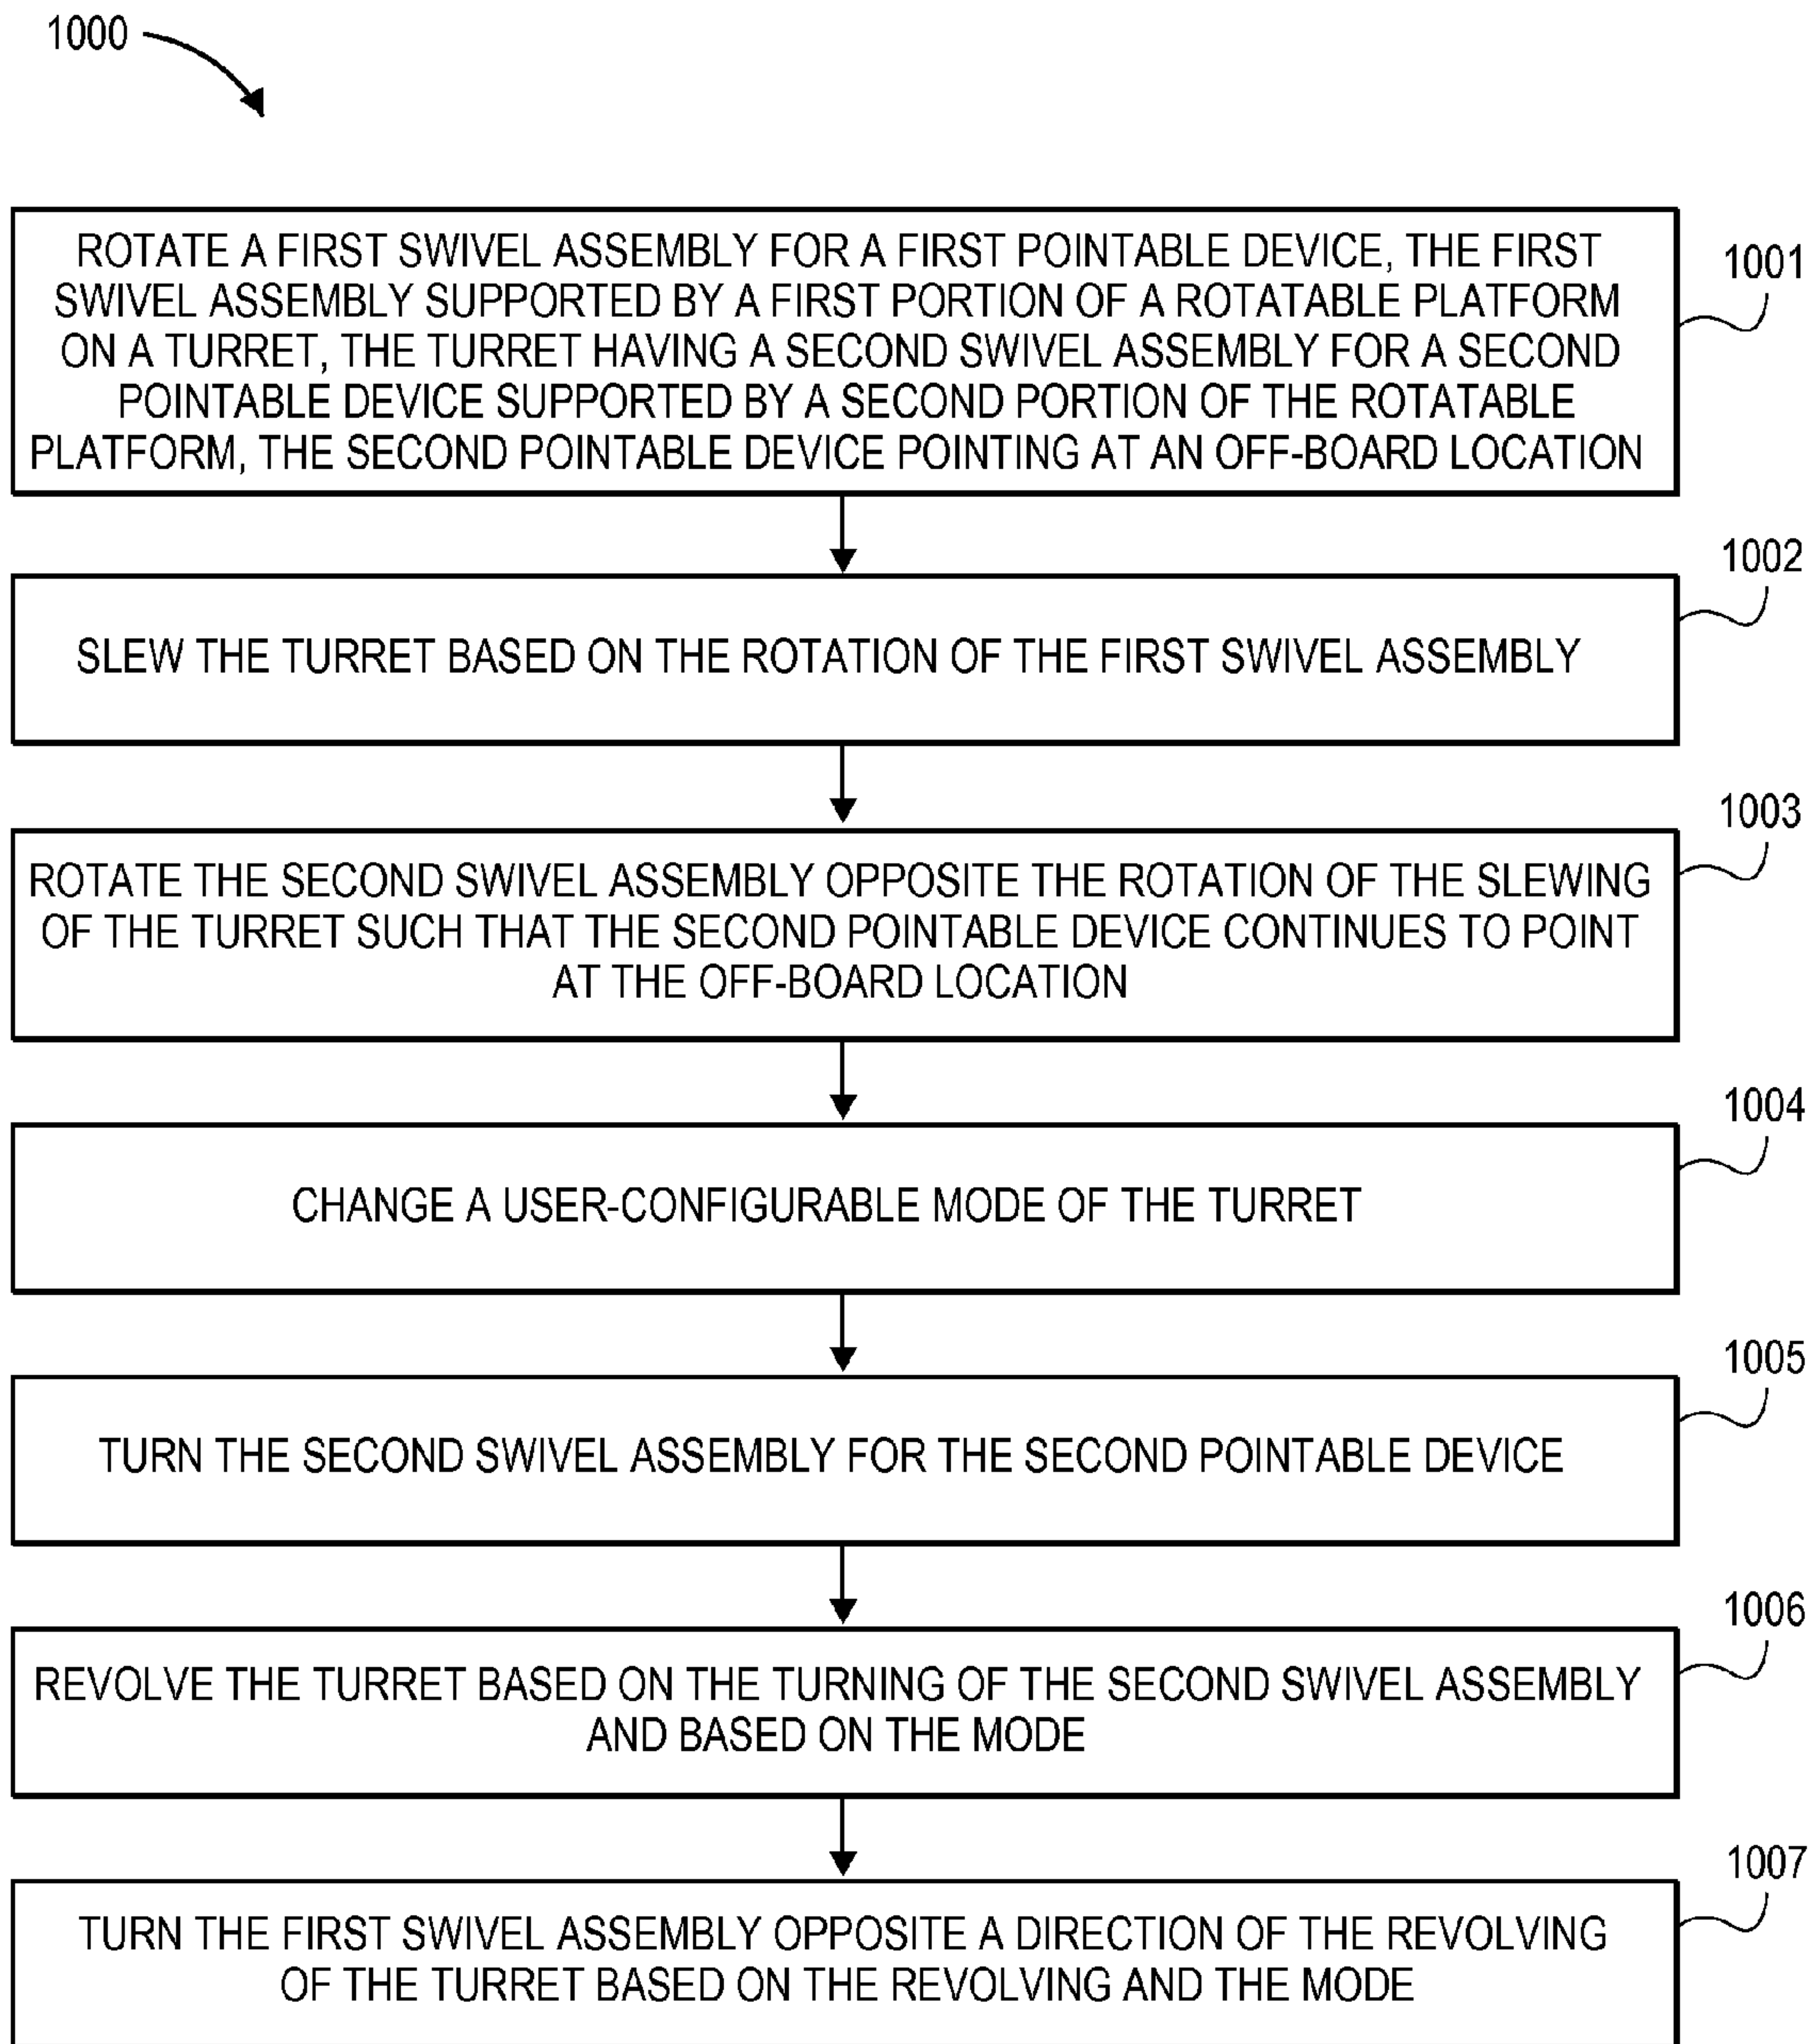 1000
ROTATE A FIRST SWIVEL ASSEMBLY FOR A FIRST POINTABLE DEVICE, THE FIRST
SWIVEL ASSEMBLY SUPPORTED BY A FIRST PORTION OF A ROTATABLE PLATFORM
ON A TURRET, THE TURRET HAVING A SECOND SWIVEL ASSEMBLY FOR A SECOND
POINTABLE DEVICE SUPPORTED BY A SECOND PORTION OF THE ROTATABLE
PLATFORM, THE SECOND POINTABLE DEVICE POINTING AT AN OFF-BOARD LOCATION
1001
SLEW THE TURRET BASED ON THE ROTATION OF THE FIRST SWIVEL ASSEMBLY
1002
ROTATE THE SECOND SWIVEL ASSEMBLY OPPOSITE THE ROTATION OF THE SLEWING
OF THE TURRET SUCH THAT THE SECOND POINTABLE DEVICE CONTINUES TO POINT
AT THE OFF-BOARD LOCATION
1003
CHANGE A USER-CONFIGURABLE MODE OF THE TURRET
1004
TURN THE SECOND SWIVEL ASSEMBLY FOR THE SECOND POINTABLE DEVICE
1005
REVOLVE THE TURRET BASED ON THE TURNING OF THE SECOND SWIVEL ASSEMBLY
AND BASED ON THE MODE
1006
TURN THE FIRST SWIVEL ASSEMBLY OPPOSITE A DIRECTION OF THE REVOLVING
OF THE TURRET BASED ON THE REVOLVING AND THE MODE
1007